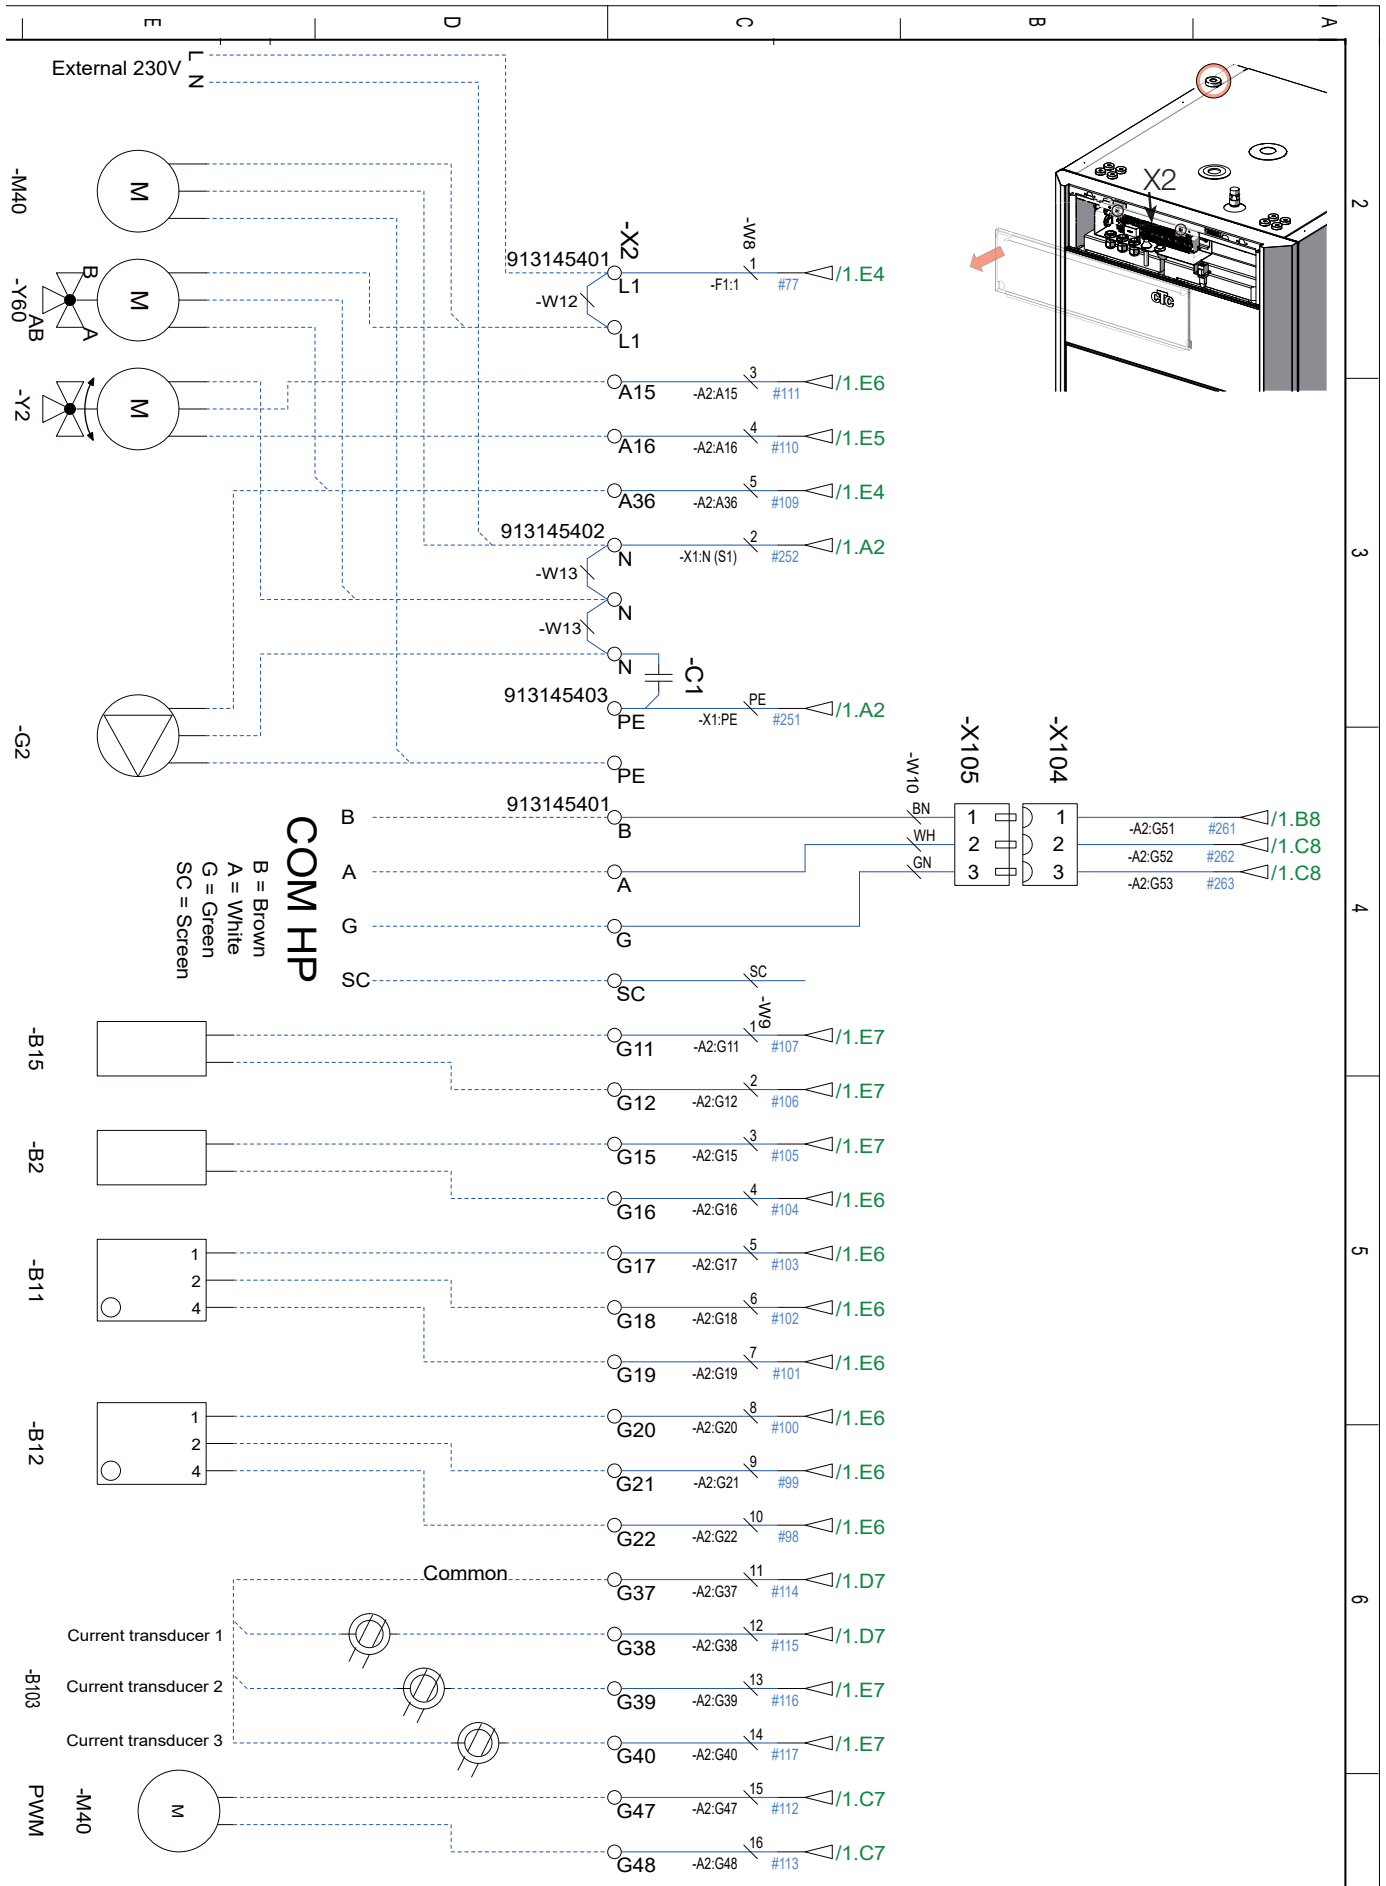 E D C B A
External 230V L
N
X2
2
-M40 M
-X2
-W8
913145401 L1 -F1:1 1 #77 /1.E4
-W12
L1
-Y60 B A AB M
cTc
A15 -A2:A15 3 #111 /1.E6
-Y2 M
A16 -A2:A16 4 #110 /1.E5
A36 -A2:A36 5 #109 /1.E4
913145402 N -X1:N (S1) 2 #252 /1.A2
3
-W13
N
-W13
N
-C1
913145403 PE -X1:PE PE #251 /1.A2
-G2
PE
-W10
-X105
-X104
COM HP
B = Brown
A = White
G = Green
SC = Screen
B 913145401 B BN 1 1 -A2:G51 #261 /1.B8
WH 2 2 -A2:G52 #262 /1.C8
A A GN 3 3 -A2:G53 #263 /1.C8
4
G G
SC SC SC
-W9
-B15 G11 -A2:G11 1 #107 /1.E7
G12 -A2:G12 2 #106 /1.E7
-B2 G15 -A2:G15 3 #105 /1.E7
G16 -A2:G16 4 #104 /1.E6
5
-B11 1 G17 -A2:G17 5 #103 /1.E6
2 G18 -A2:G18 6 #102 /1.E6
4 G19 -A2:G19 7 #101 /1.E6
-B12 1 G20 -A2:G20 8 #100 /1.E6
2 G21 -A2:G21 9 #99 /1.E6
4 G22 -A2:G22 10 #98 /1.E6
Common G37 -A2:G37 11 #114 /1.D7
6
-B103
Current transducer 1 G38 -A2:G38 12 #115 /1.D7
Current transducer 2 G39 -A2:G39 13 #116 /1.E7
Current transducer 3 G40 -A2:G40 14 #117 /1.E7
PWM -M40 M G47 -A2:G47 15 #112 /1.C7
G48 -A2:G48 16 #113 /1.C7